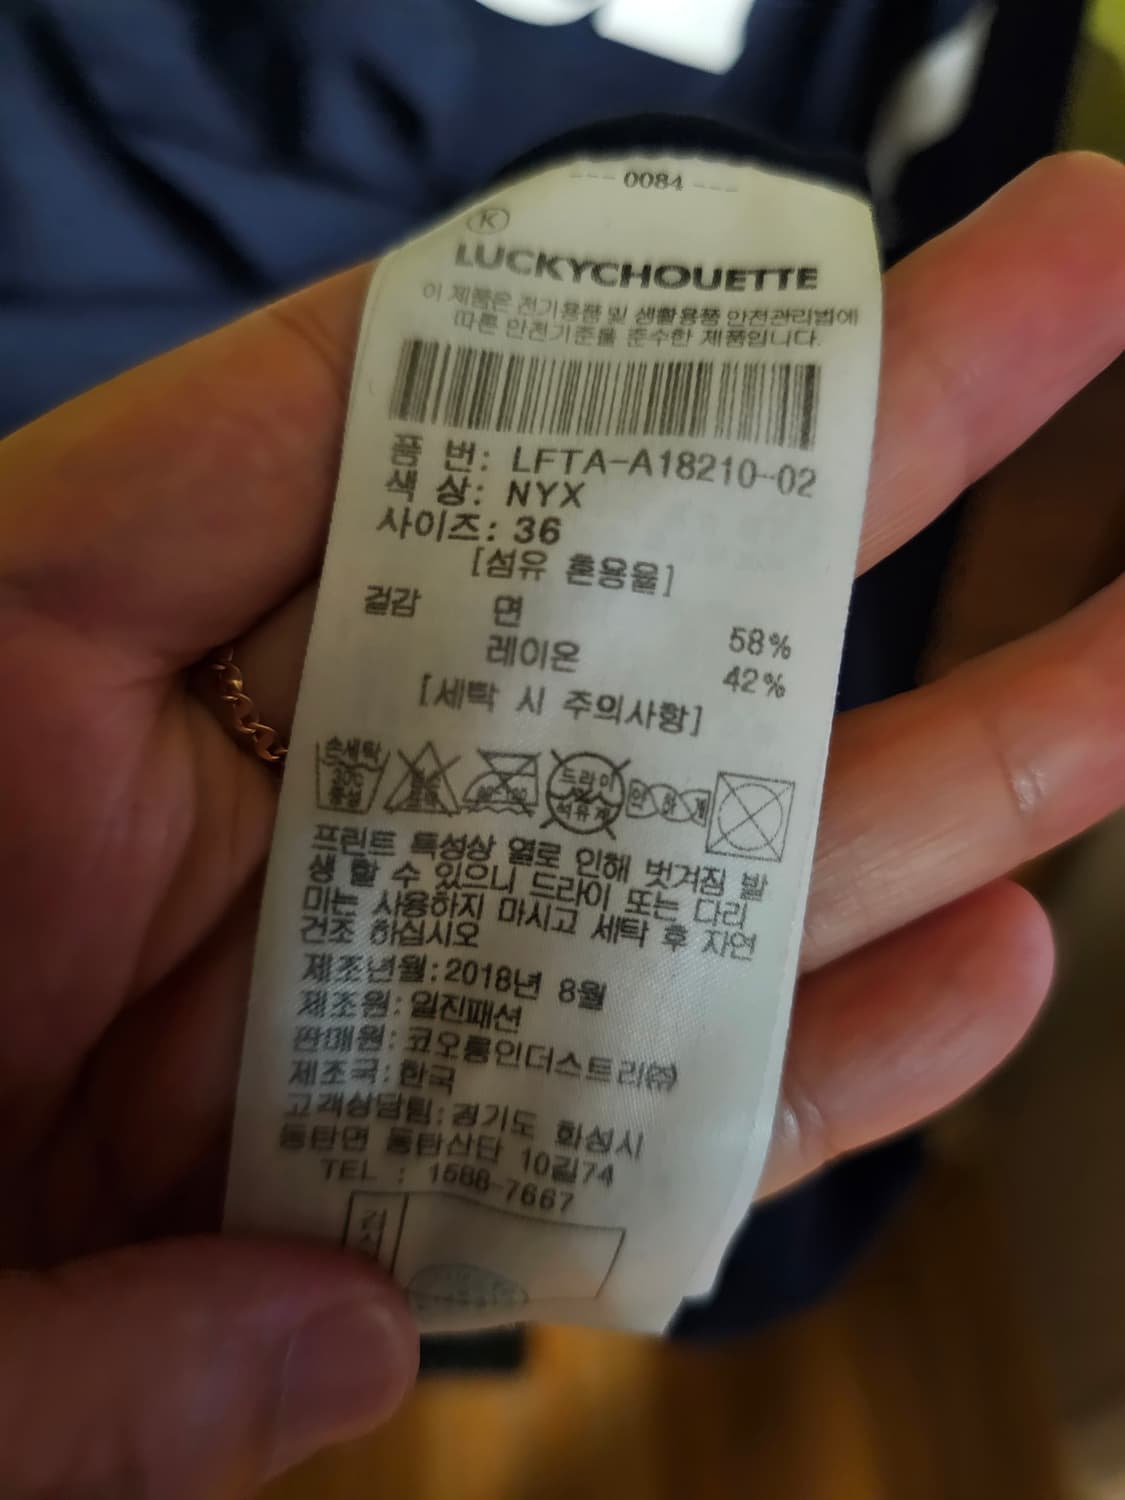 --- 0084 ---
K
LUCKYCHOUETTE
이 제품은 전기용품 및 생활용품 안전관리법에
따른 안전기준을 준수한 제품입니다.
품 번: LFTA-A18210-02
색 상: NYX
사이즈: 36
[섬유 혼용율]
겉감 면 58%
레이온 42%
[세탁 시 주의사항]
손세탁
드라이
석유계
프린트 특성상 열로 인해 벗겨짐 발
생 할 수 있으니 드라이 또는 다리
미는 사용하지 마시고 세탁 후 자연
건조 하십시오
제조년월:2018년 8월
제조원:일진패션
판매원:코오롱인더스트리㈜
제조국:한국
고객상담팀:경기도 화성시
동탄면 동탄산단 10길74
TEL : 1588-7667